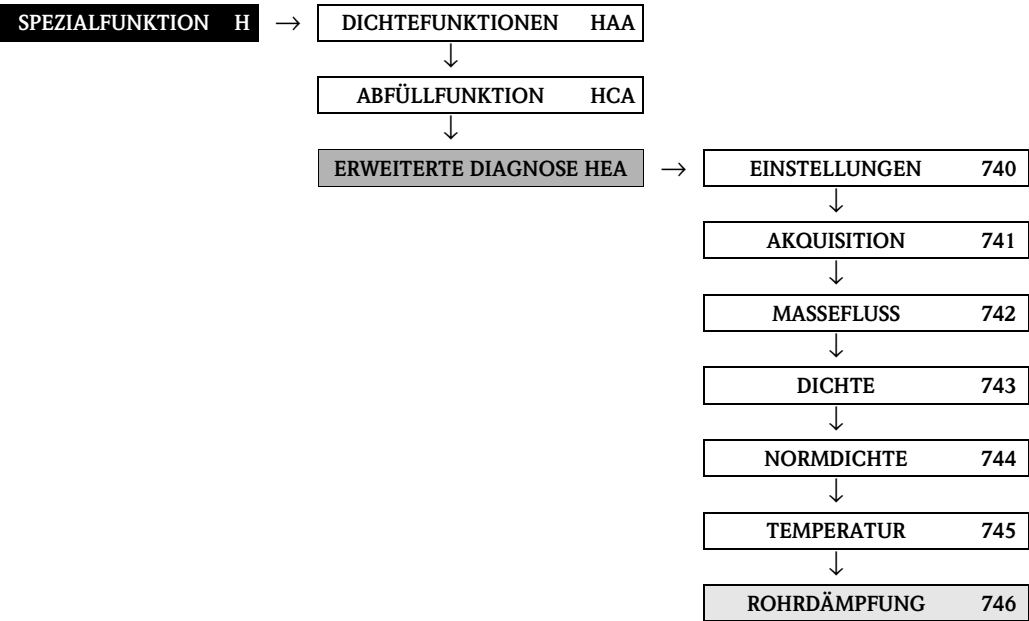 SPEZIALFUNKTION H → DICHTEFUNKTIONEN HAA
↓
ABFÜLLFUNKTION HCA
↓
ERWEITERTE DIAGNOSE HEA → EINSTELLUNGEN 740
↓
AKQUISITION 741
↓
MASSEFLUSS 742
↓
DICHTE 743
↓
NORMDICHTE 744
↓
TEMPERATUR 745
↓
ROHRDÄMPFUNG 746